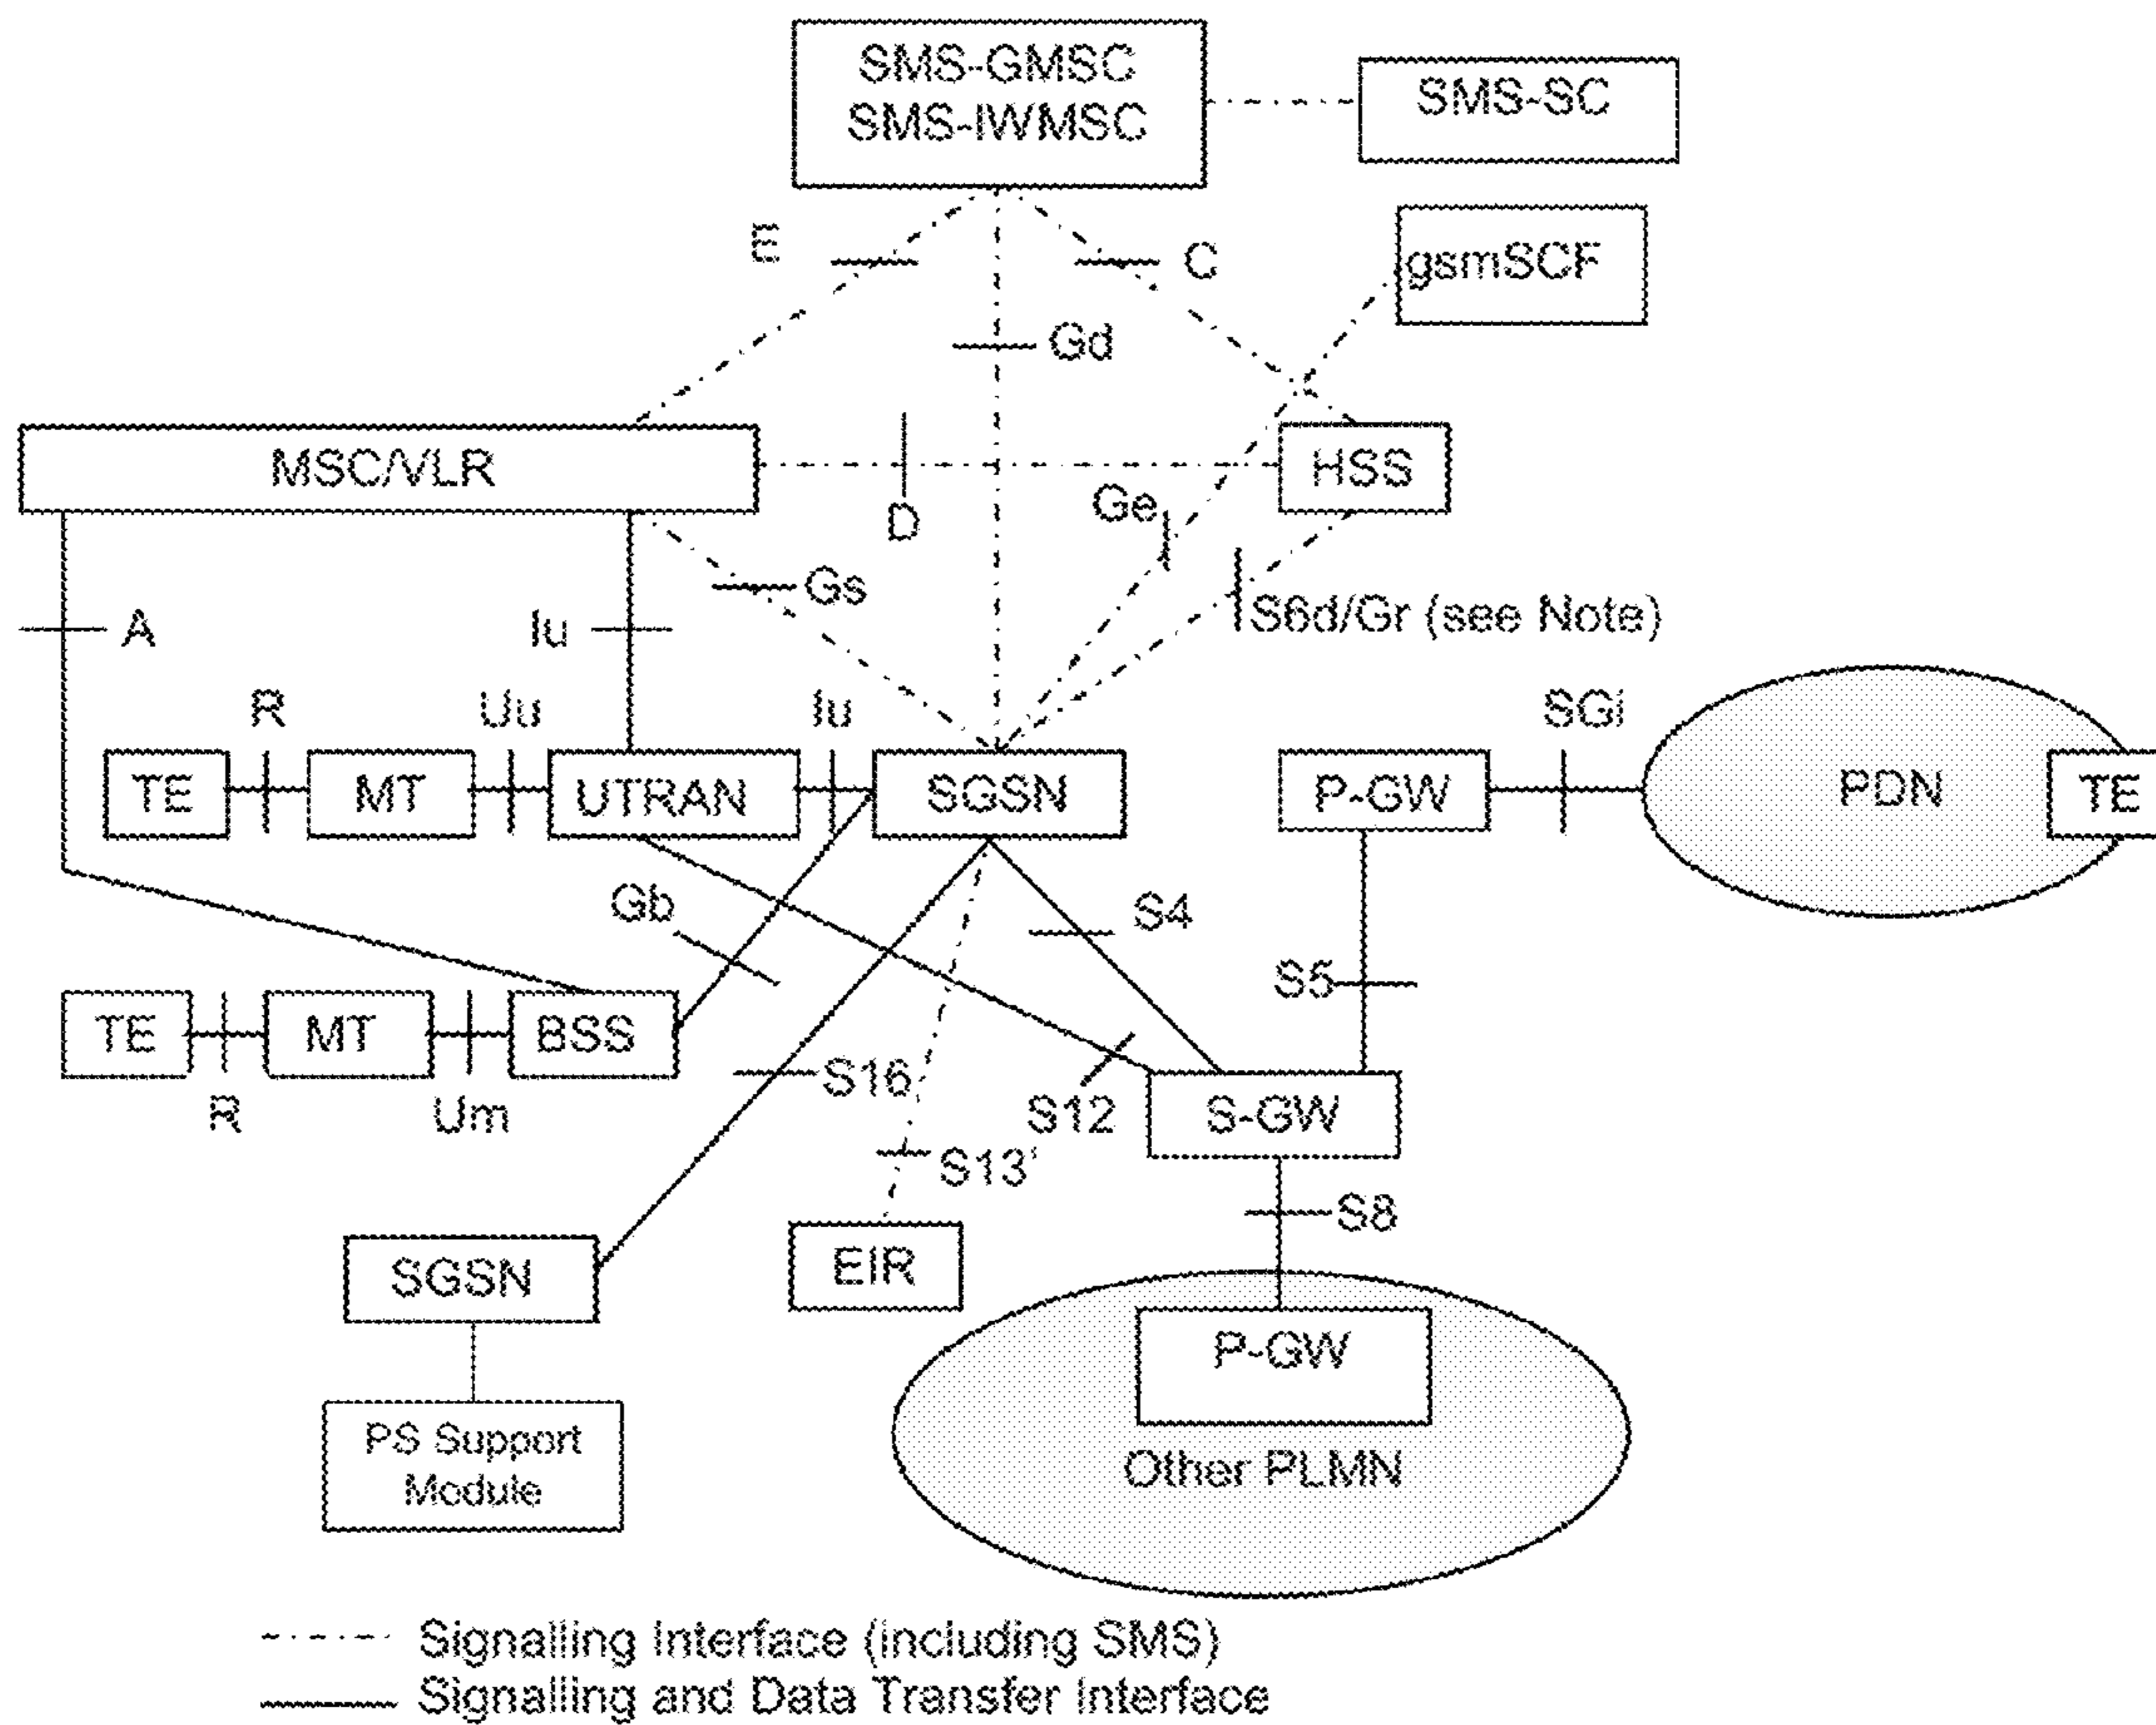 SMS-GMSC
SMS-IWMSC
SMS-SC
gsmSCF
E
C
Gd
MSC/VLR
HSS
D
Ge
Gs
S6d/Gr (see Note)
A
Iu
R
Uu
Iu
SGi
TE
MT
UTRAN
SGSN
P-GW
PDN
TE
Gb
S4
S5
TE
MT
BSS
S16
R
Um
S12
S-GW
S13'
S8
SGSN
EIR
P-GW
PS Support
Module
Other PLMN
Signalling Interface (including SMS)
Signalling and Data Transfer Interface